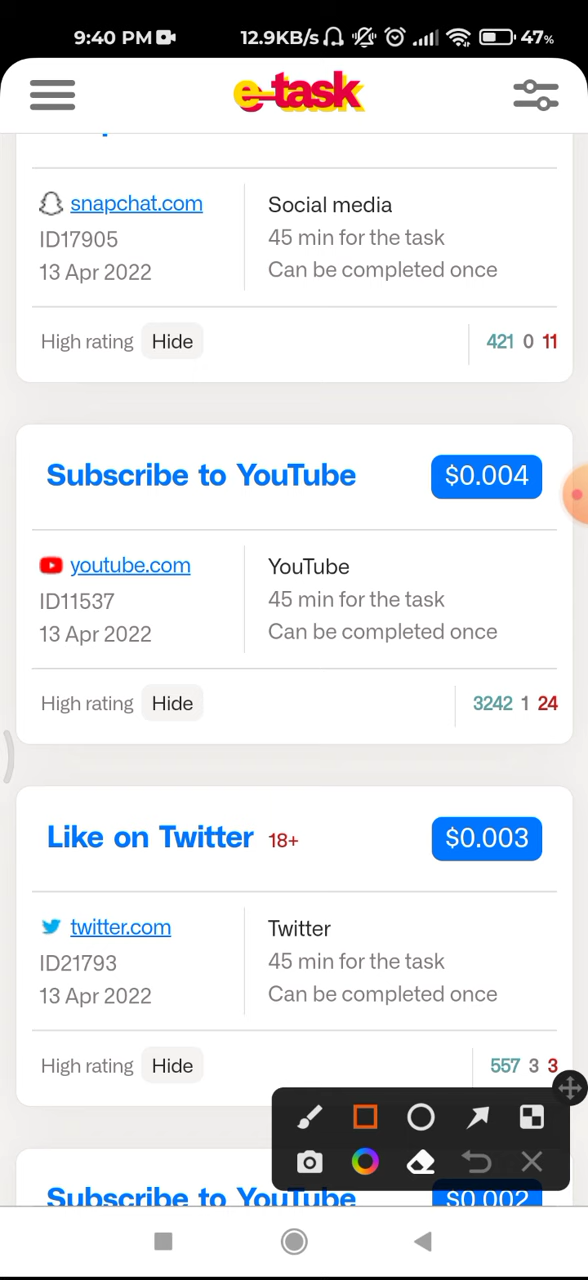 9:40 PM 12.9KB/s 47%
e-task
snapchat.com
ID17905
13 Apr 2022
Social media
45 min for the task
Can be completed once
High rating Hide 421 0 11
Subscribe to YouTube $0.004
youtube.com
ID11537
13 Apr 2022
YouTube
45 min for the task
Can be completed once
High rating Hide 3242 1 24
Like on Twitter 18+ $0.003
twitter.com
ID21793
13 Apr 2022
Twitter
45 min for the task
Can be completed once
High rating Hide 557 3 3
Subscribe to YouTube $0.002